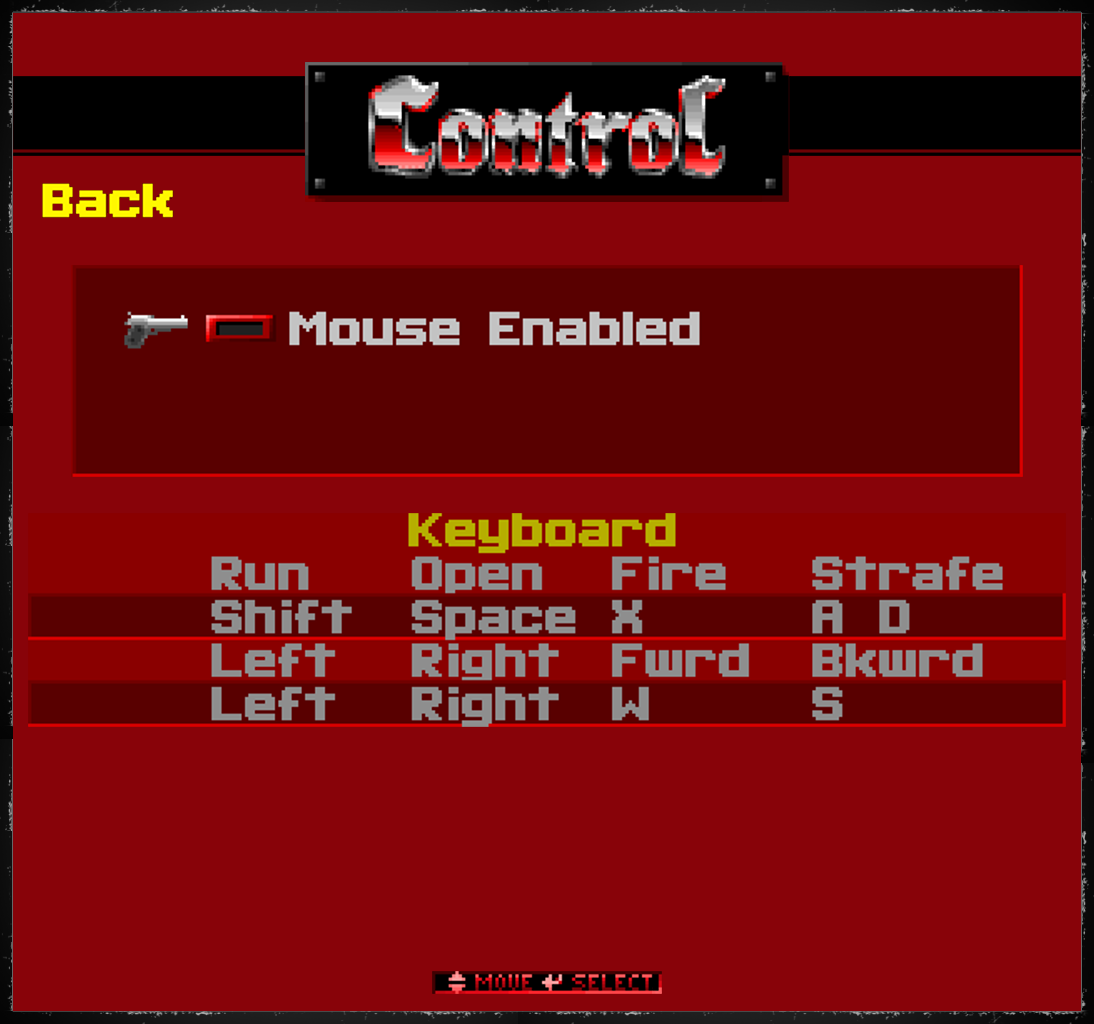 Control
Back
Mouse Enabled
Keyboard
Run Open Fire Strafe
Shift Space X A D
Left Right Fwrd Bkwrd
Left Right W S
MOVE SELECT